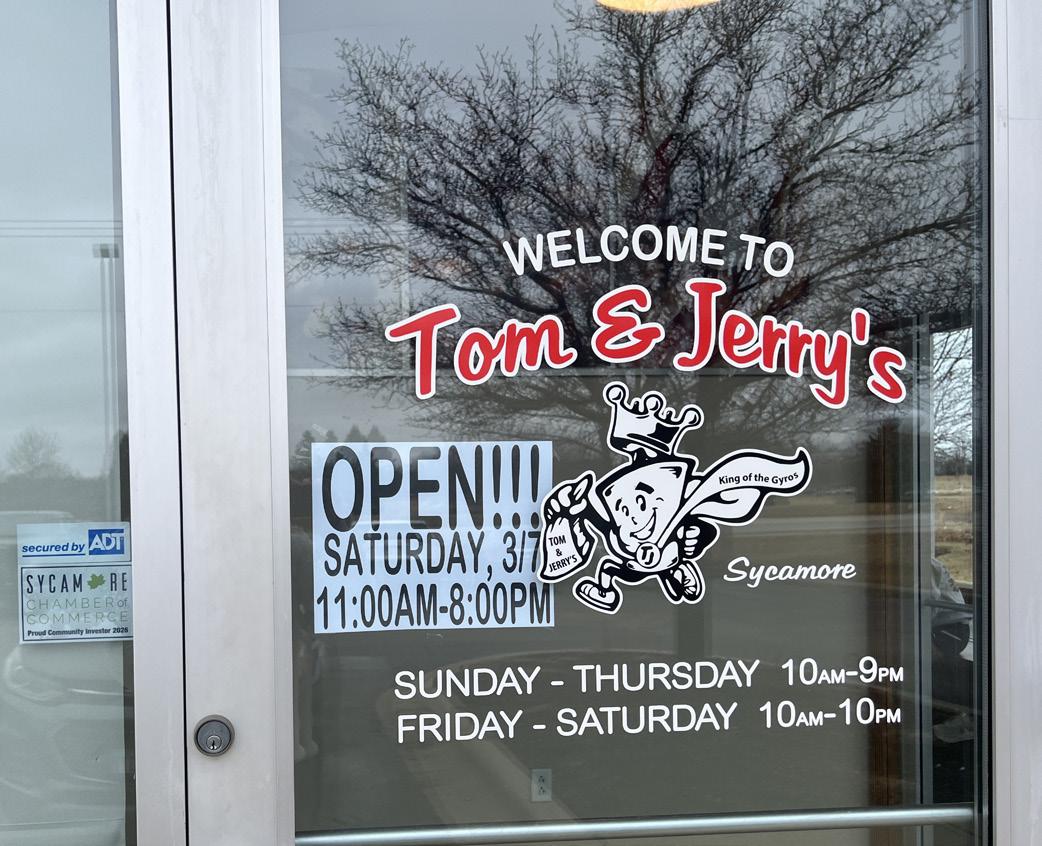 WELCOME TO
Tom & Jerry's
King of the Gyros
TOM
&
JERRY'S
TJ
Sycamore
OPEN!!!
SATURDAY, 3/7
11:00AM-8:00PM
SUNDAY - THURSDAY 10AM-9PM
FRIDAY - SATURDAY 10AM-10PM
secured by ADT
SYCAMORE
CHAMBER of
COMMERCE
Proud Community Investor 2026